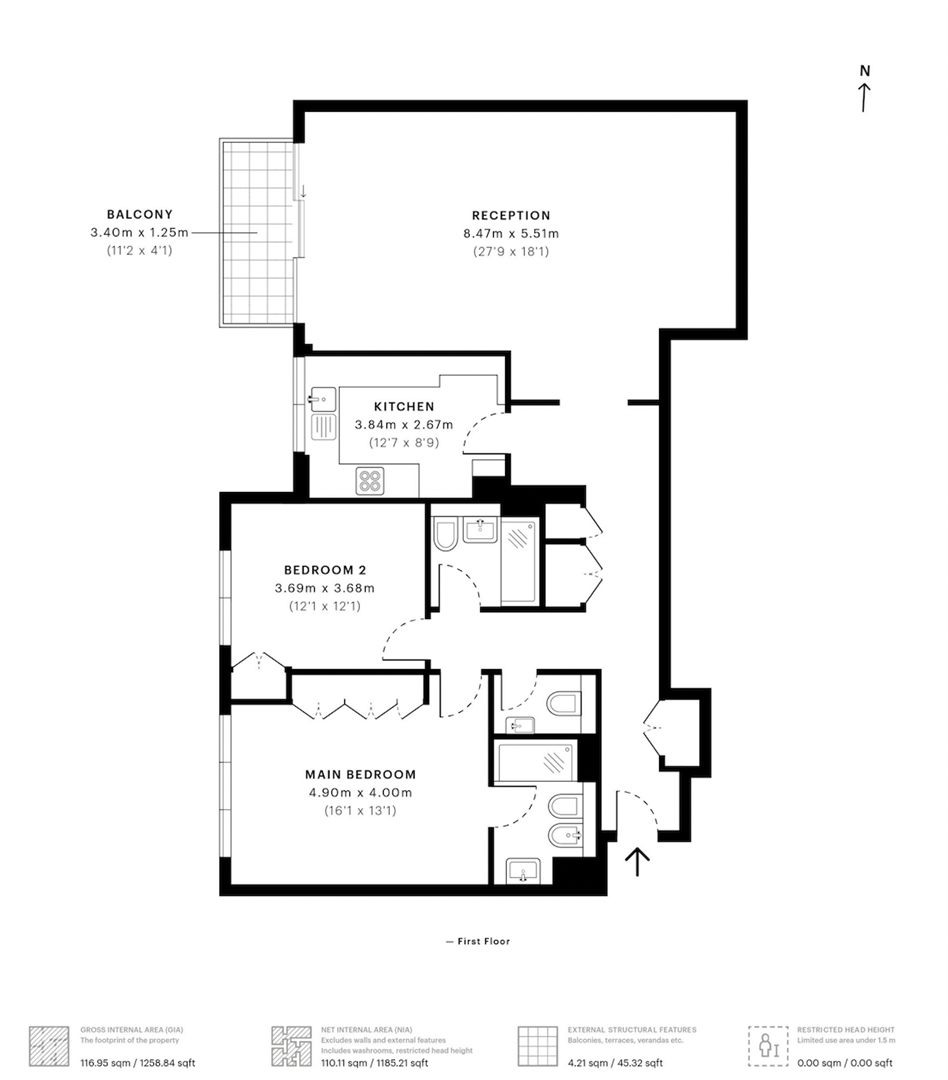 N
BALCONY
3.40m x 1.25m
(11'2 x 4'1)
RECEPTION
8.47m x 5.51m
(27'9 x 18'1)
KITCHEN
3.84m x 2.67m
(12'7 x 8'9)
BEDROOM 2
3.69m x 3.68m
(12'1 x 12'1)
MAIN BEDROOM
4.90m x 4.00m
(16'1 x 13'1)
— First Floor
GROSS INTERNAL AREA (GIA)
The footprint of the property
116.95 sqm / 1258.84 sqft
NET INTERNAL AREA (NIA)
Excludes walls and external features
Includes washrooms, restricted head height
110.11 sqm / 1185.21 sqft
EXTERNAL STRUCTURAL FEATURES
Balconies, terraces, verandas etc.
4.21 sqm / 45.32 sqft
RESTRICTED HEAD HEIGHT
Limited use area under 1.5 m
0.00 sqm / 0.00 sqft